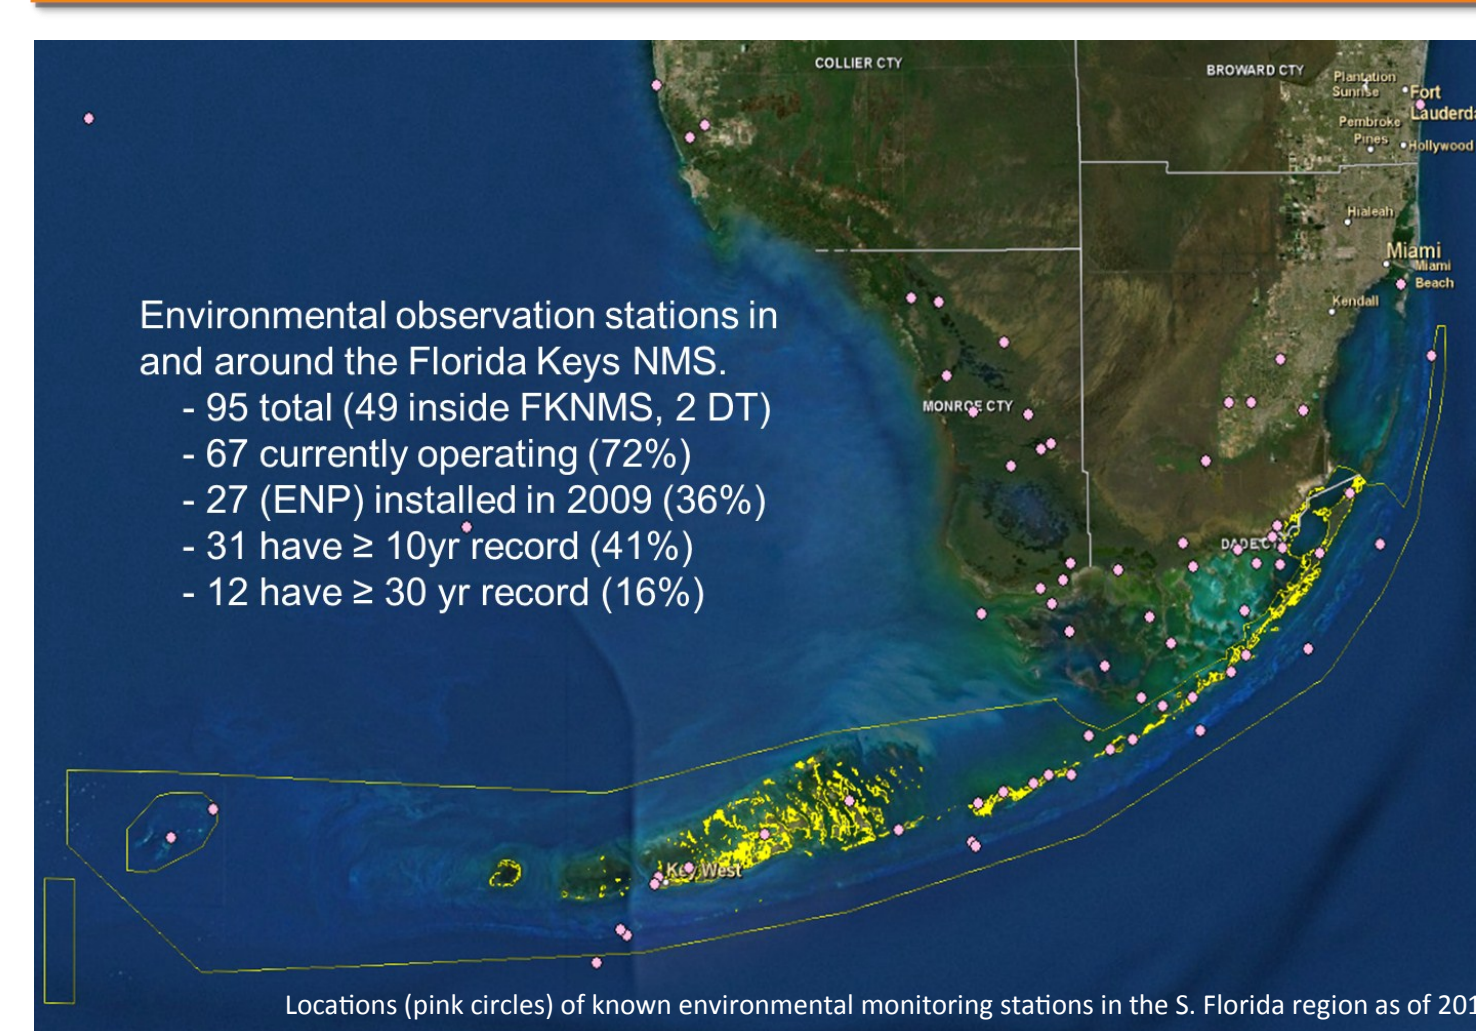 COLLIER CTY
BROWARD CTY
Plantation
Sunrise
Fort
Lauderda
Pembroke
Pines
Hollywood
Hialeah
Miami
Miami
Beach
Kendall
Environmental observation stations in
and around the Florida Keys NMS.
- 95 total (49 inside FKNMS, 2 DT)
- 67 currently operating (72%)
- 27 (ENP) installed in 2009 (36%)
- 31 have ≥ 10yr record (41%)
- 12 have ≥ 30 yr record (16%)
MONROE CTY
DADE CTY
Key West
Locations (pink circles) of known environmental monitoring stations in the S. Florida region as of 201